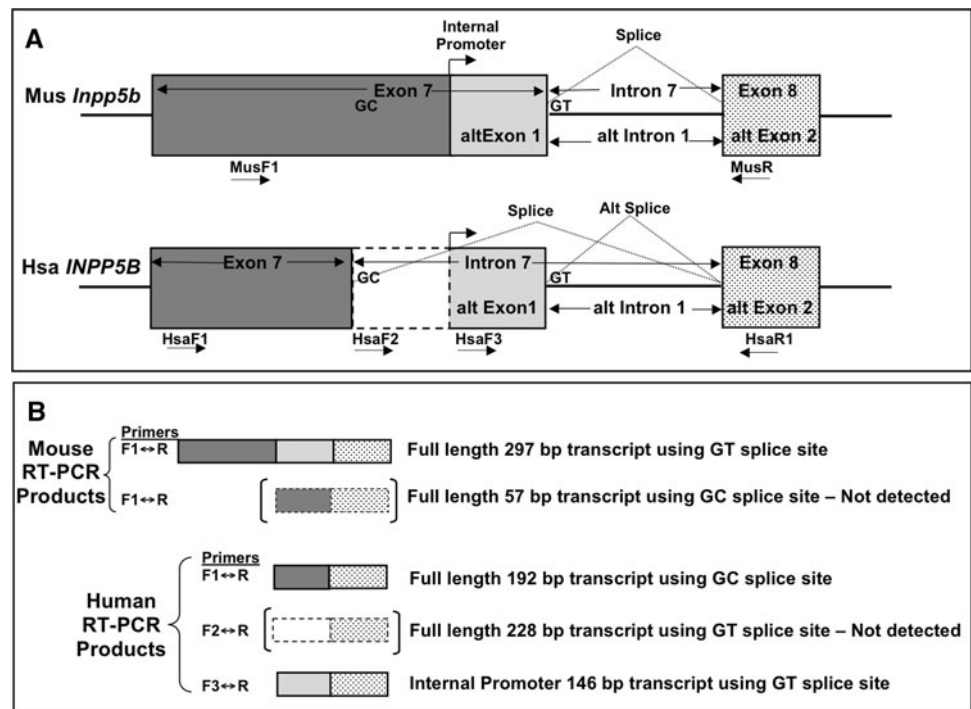 A
Internal
Promoter
Splice
Mus Inpp5b
Exon 7
Intron 7
Exon 8
GC
GT
altExon 1
alt Intron 1
alt Exon 2
MusF1
MusR
Splice
Alt Splice
Hsa INPP5B
Exon 7
Intron 7
Exon 8
GC
GT
alt Exon1
alt Intron 1
alt Exon 2
HsaF1
HsaF2
HsaF3
HsaR1
B
Mouse
RT-PCR
Products
Primers
F1↔R
Full length 297 bp transcript using GT splice site
F1↔R
Full length 57 bp transcript using GC splice site – Not detected
Human
RT-PCR
Products
Primers
F1↔R
Full length 192 bp transcript using GC splice site
F2↔R
Full length 228 bp transcript using GT splice site – Not detected
F3↔R
Internal Promoter 146 bp transcript using GT splice site